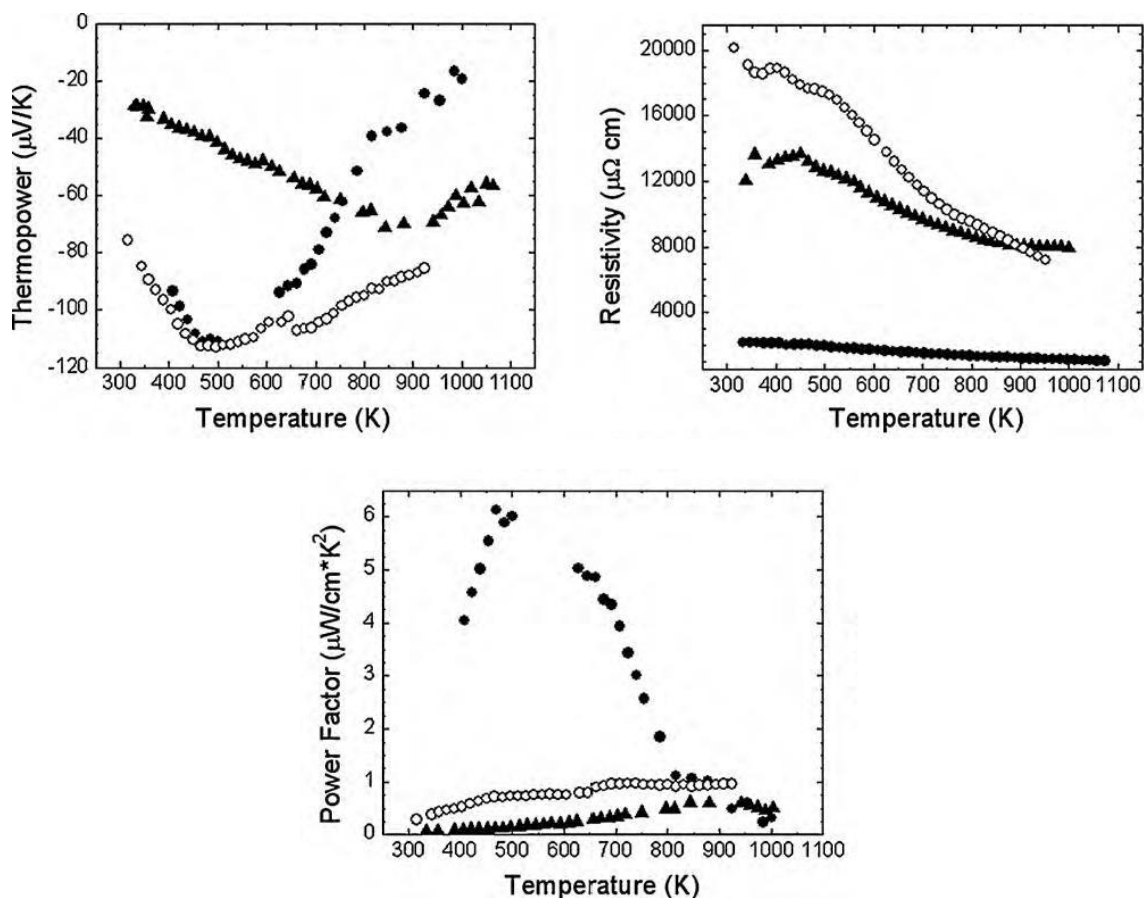 0
-20
-40
-60
-80
-100
-120
Thermopower (μV/K)
300 400 500 600 700 800 900 1000 1100
Temperature (K)
20000
16000
12000
8000
4000
Resistivity (μΩ cm)
300 400 500 600 700 800 900 1000 1100
Temperature (K)
6
5
4
3
2
1
0
Power Factor (μW/cm*K²)
300 400 500 600 700 800 900 1000 1100
Temperature (K)